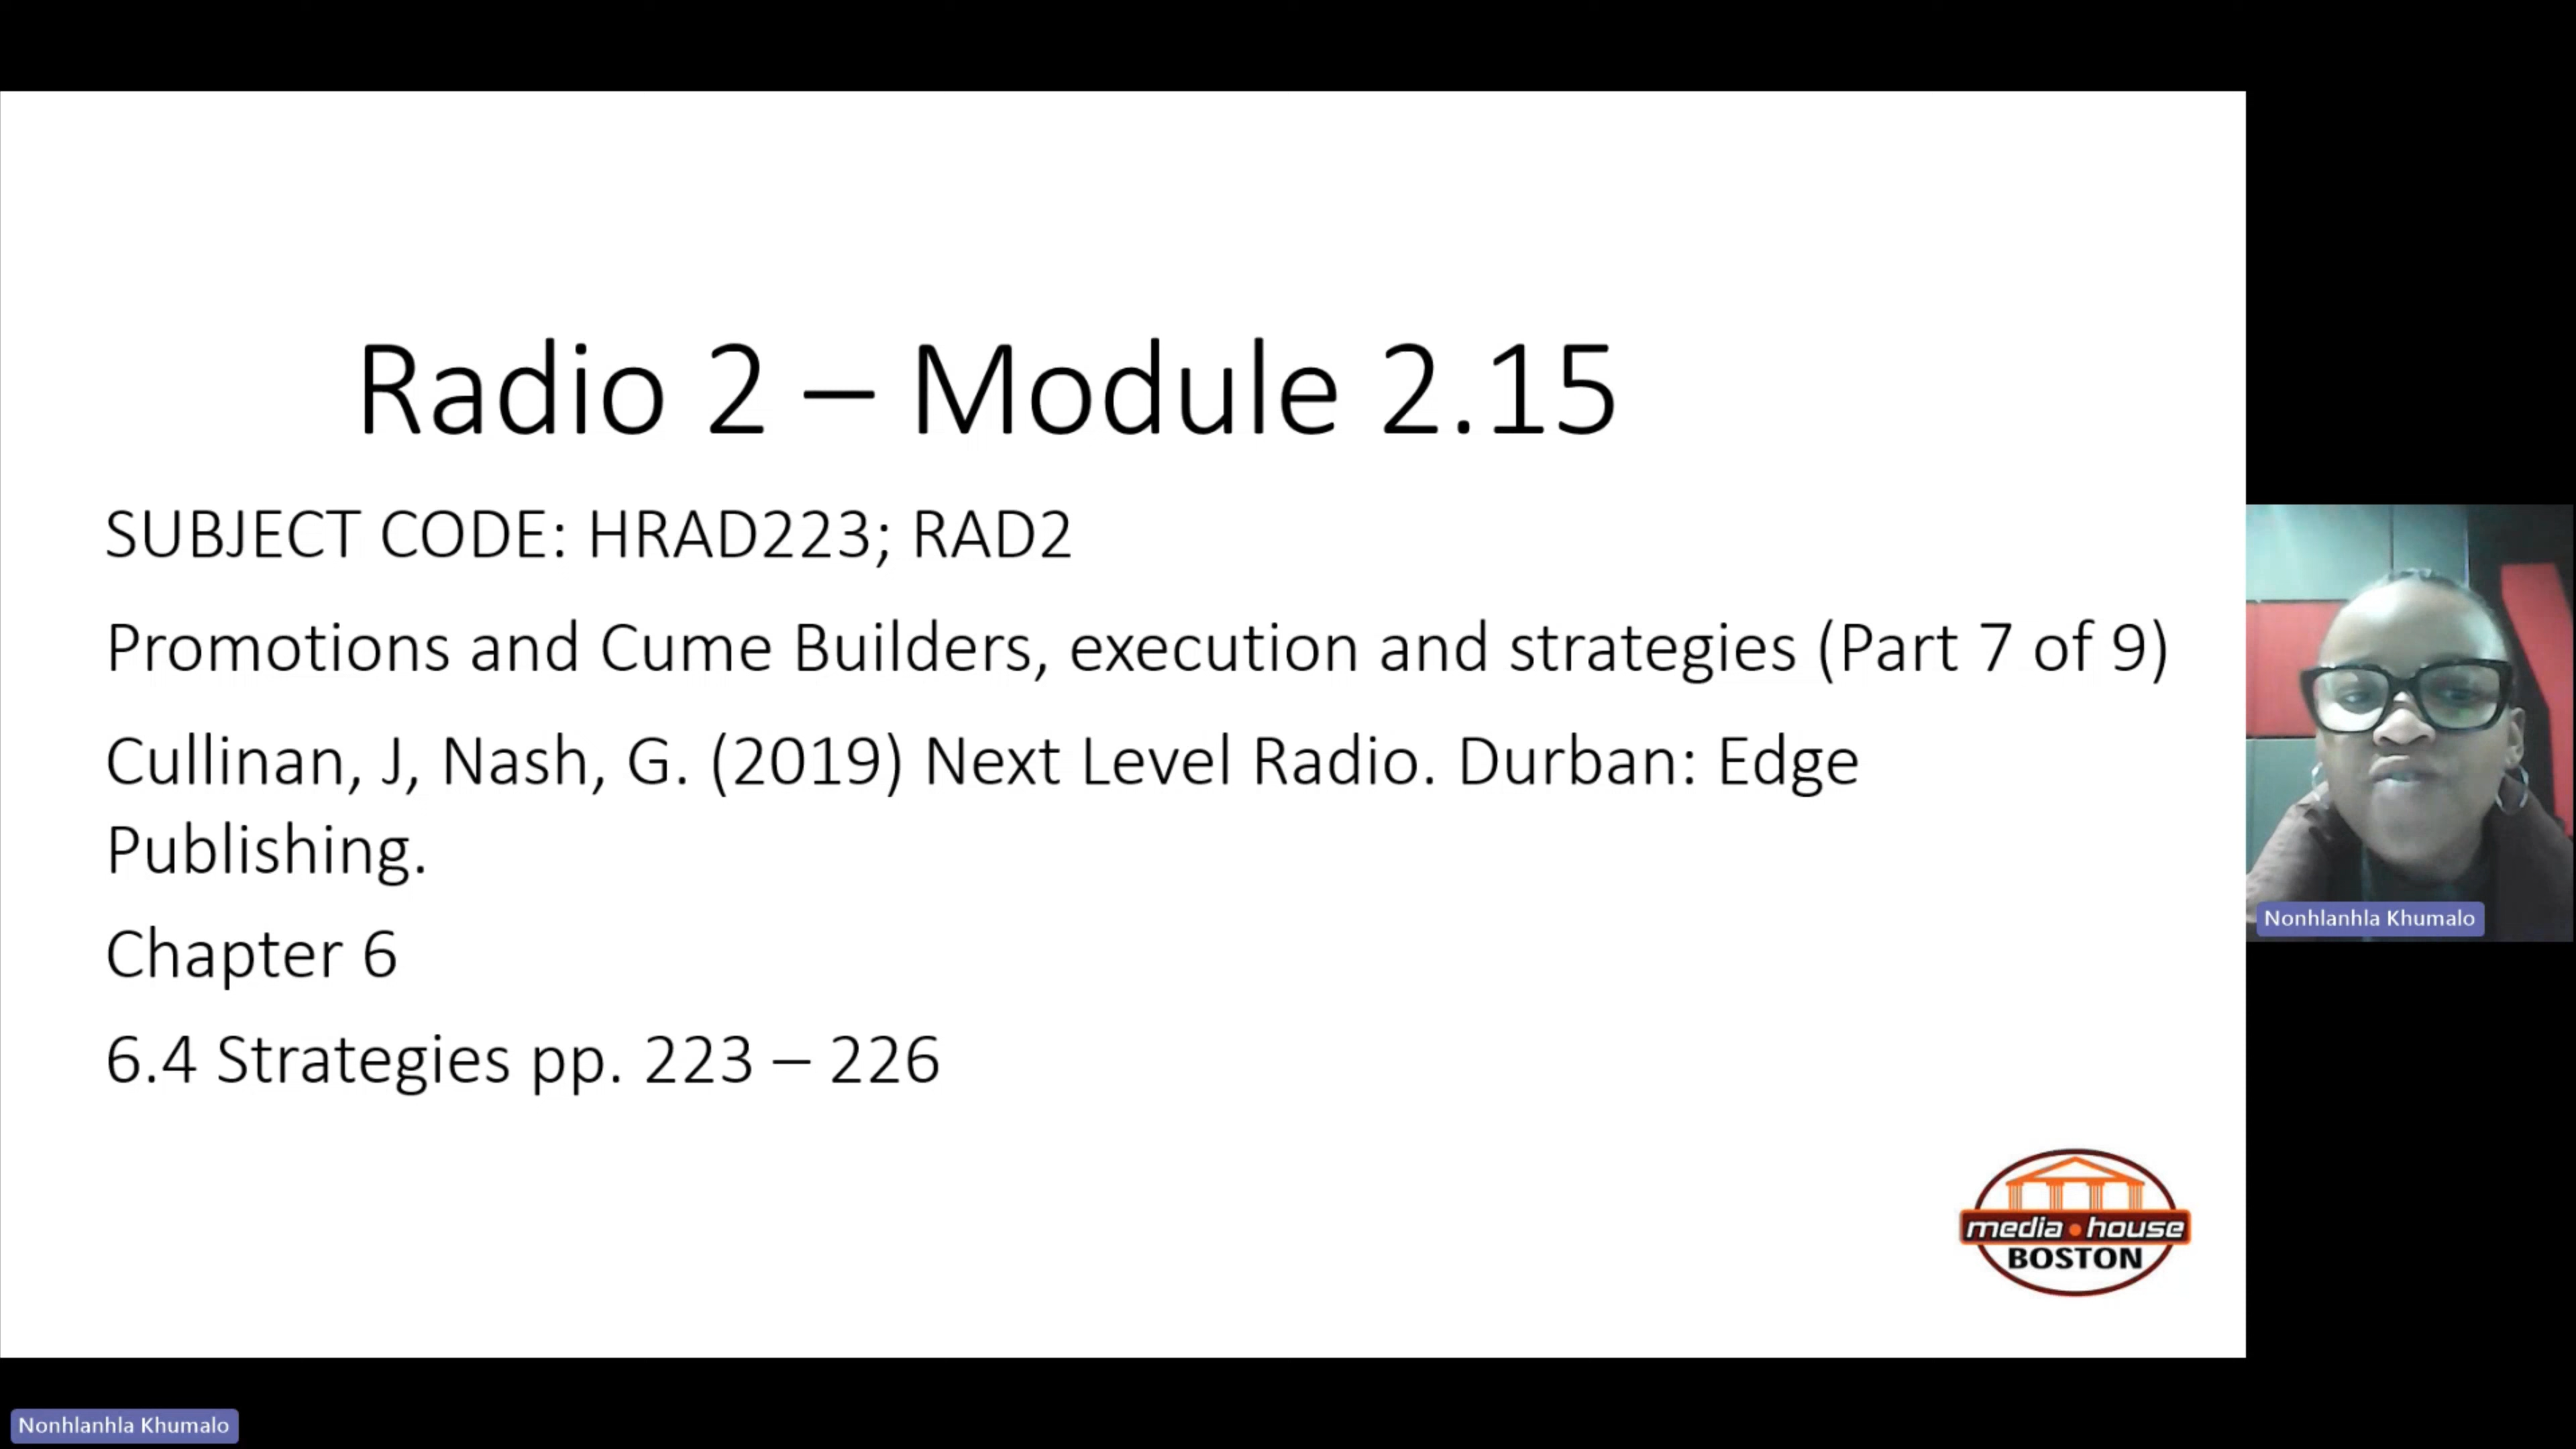 Radio 2 – Module 2.15
SUBJECT CODE: HRAD223; RAD2
Promotions and Cume Builders, execution and strategies (Part 7 of 9)
Cullinan, J, Nash, G. (2019) Next Level Radio. Durban: Edge
Publishing.
Chapter 6
6.4 Strategies pp. 223 – 226
media • house
BOSTON
Nonhlanhla Khumalo
Nonhlanhla Khumalo